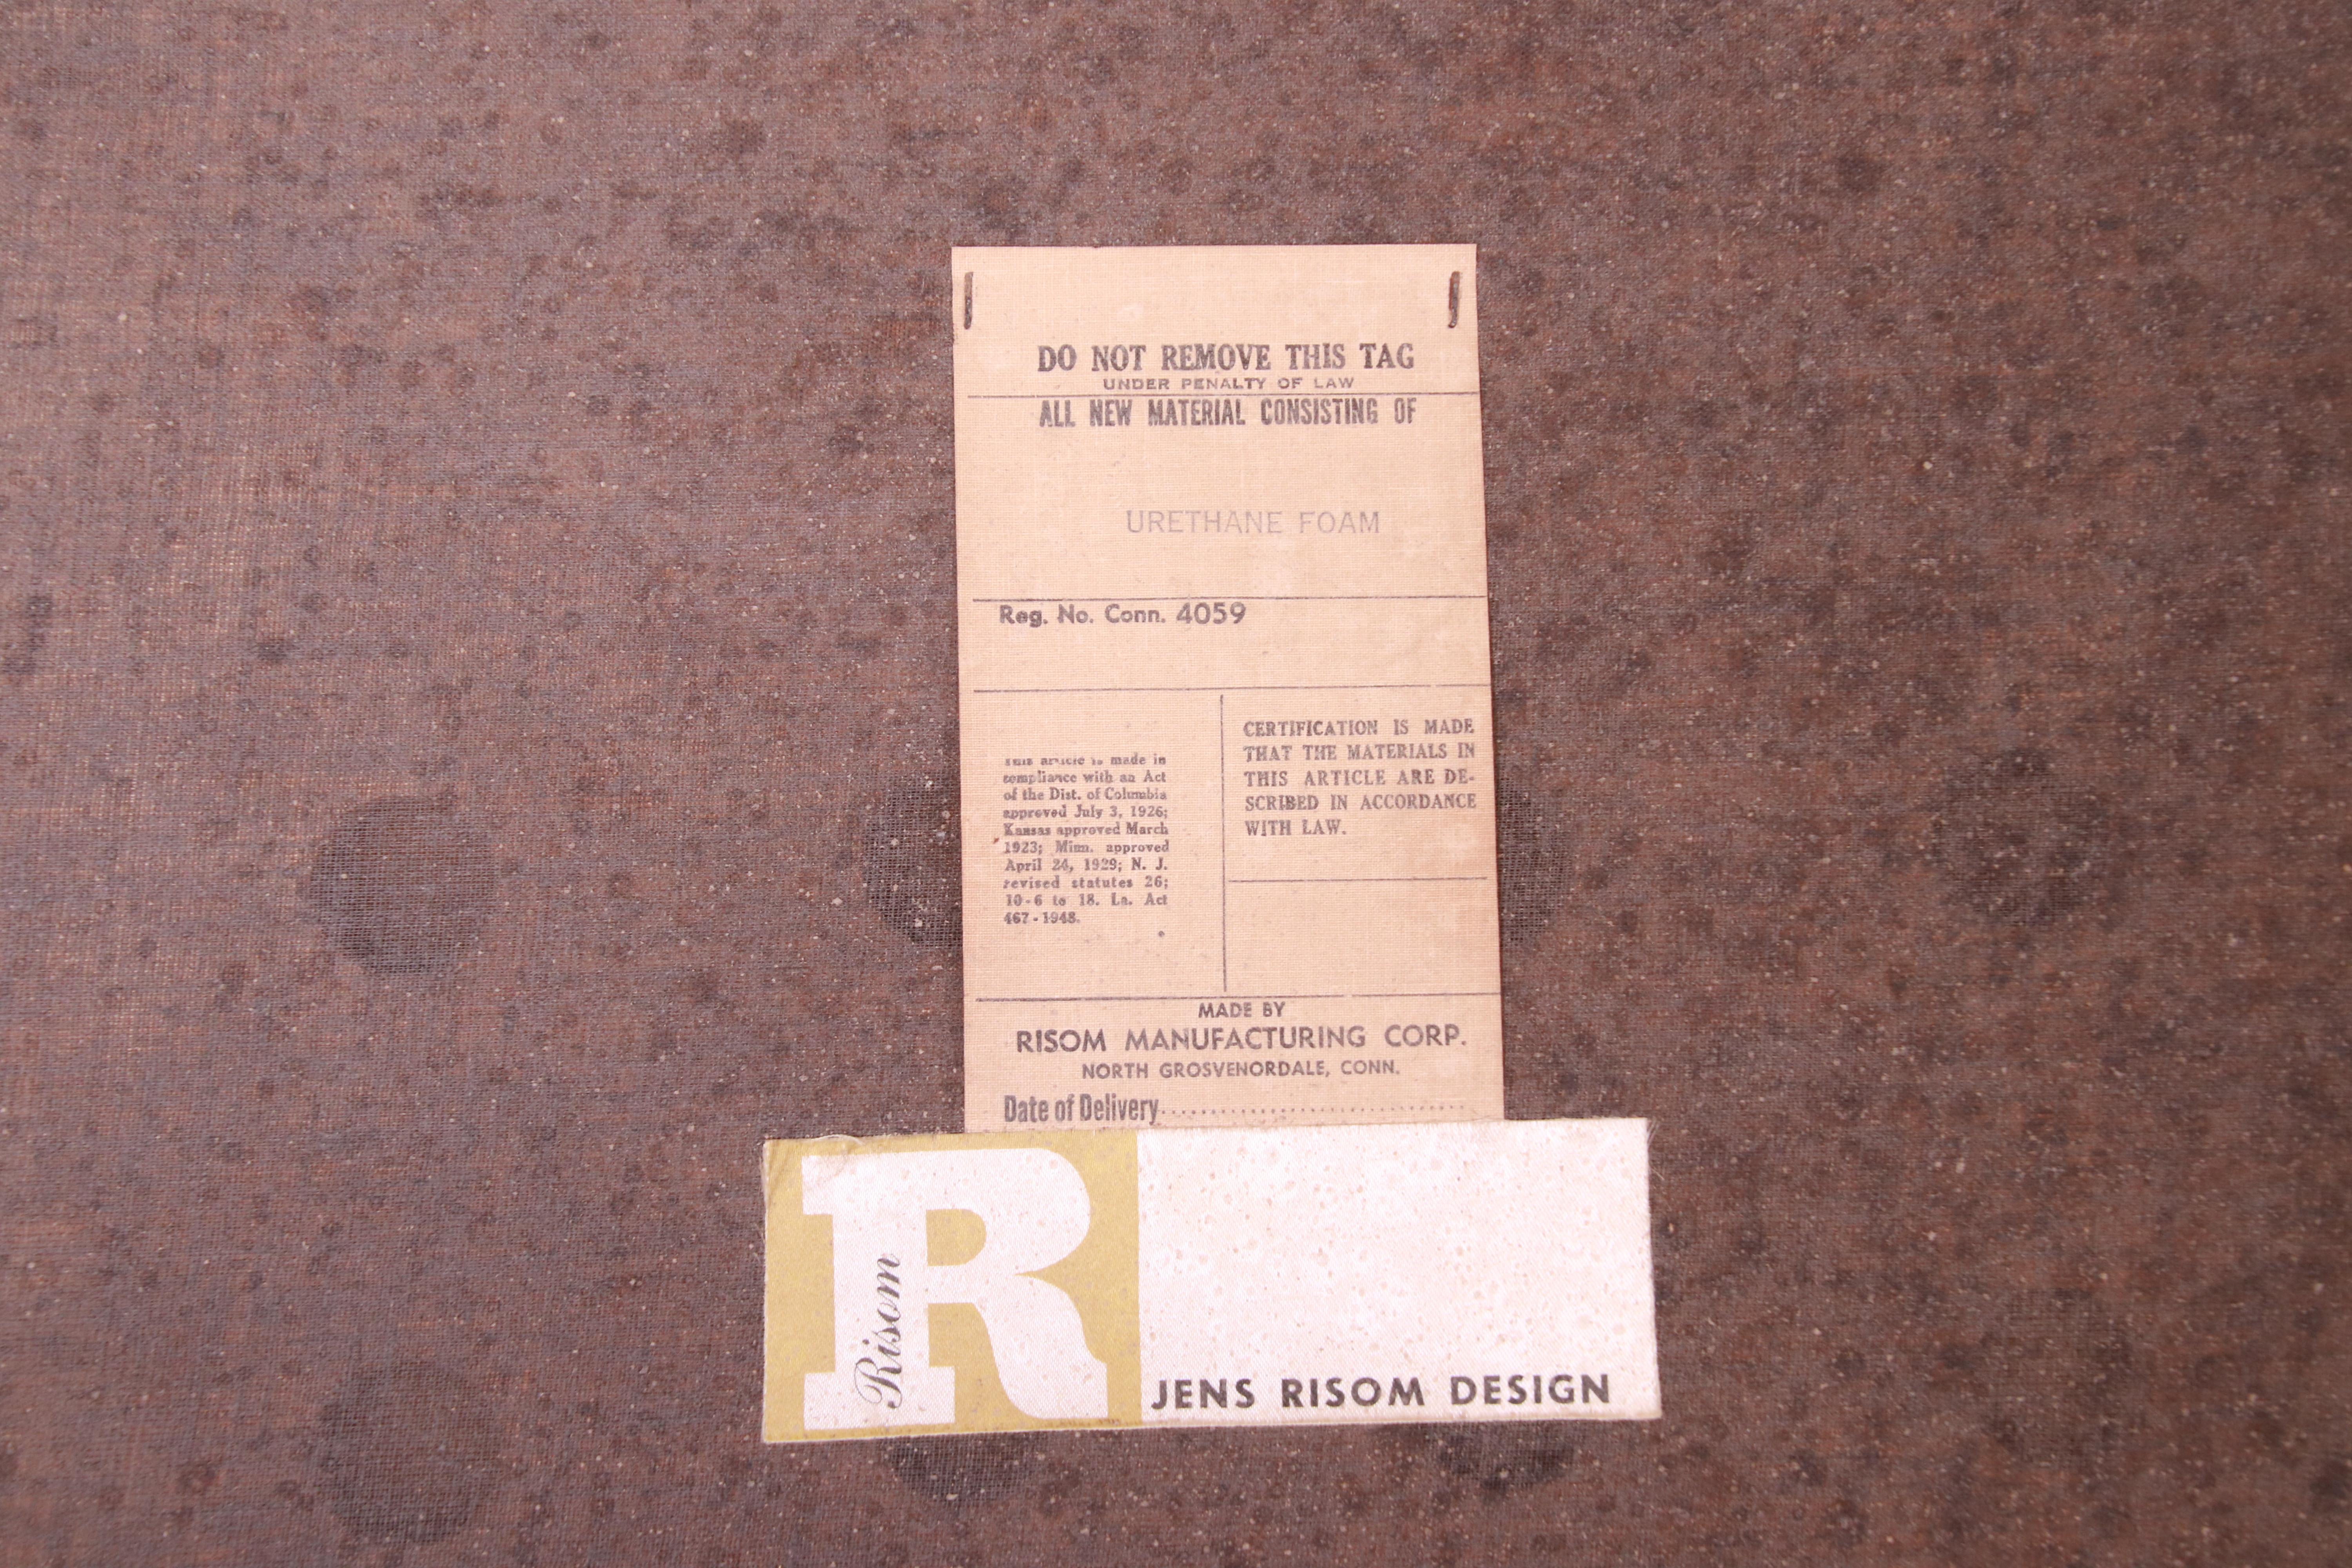 DO NOT REMOVE THIS TAG
UNDER PENALTY OF LAW
ALL NEW MATERIAL CONSISTING OF
URETHANE FOAM
Reg. No. Conn. 4059
This article is made in
compliance with an Act
of the Dist. of Columbia
approved July 3, 1926;
Kansas approved March
1923; Minn. approved
April 24, 1929; N. J.
revised statutes 26;
10-6 to 18. La. Act
467-1948.
CERTIFICATION IS MADE
THAT THE MATERIALS IN
THIS ARTICLE ARE DE-
SCRIBED IN ACCORDANCE
WITH LAW.
MADE BY
RISOM MANUFACTURING CORP.
NORTH GROSVENORDALE, CONN.
Date of Delivery
R
Risom
JENS RISOM DESIGN